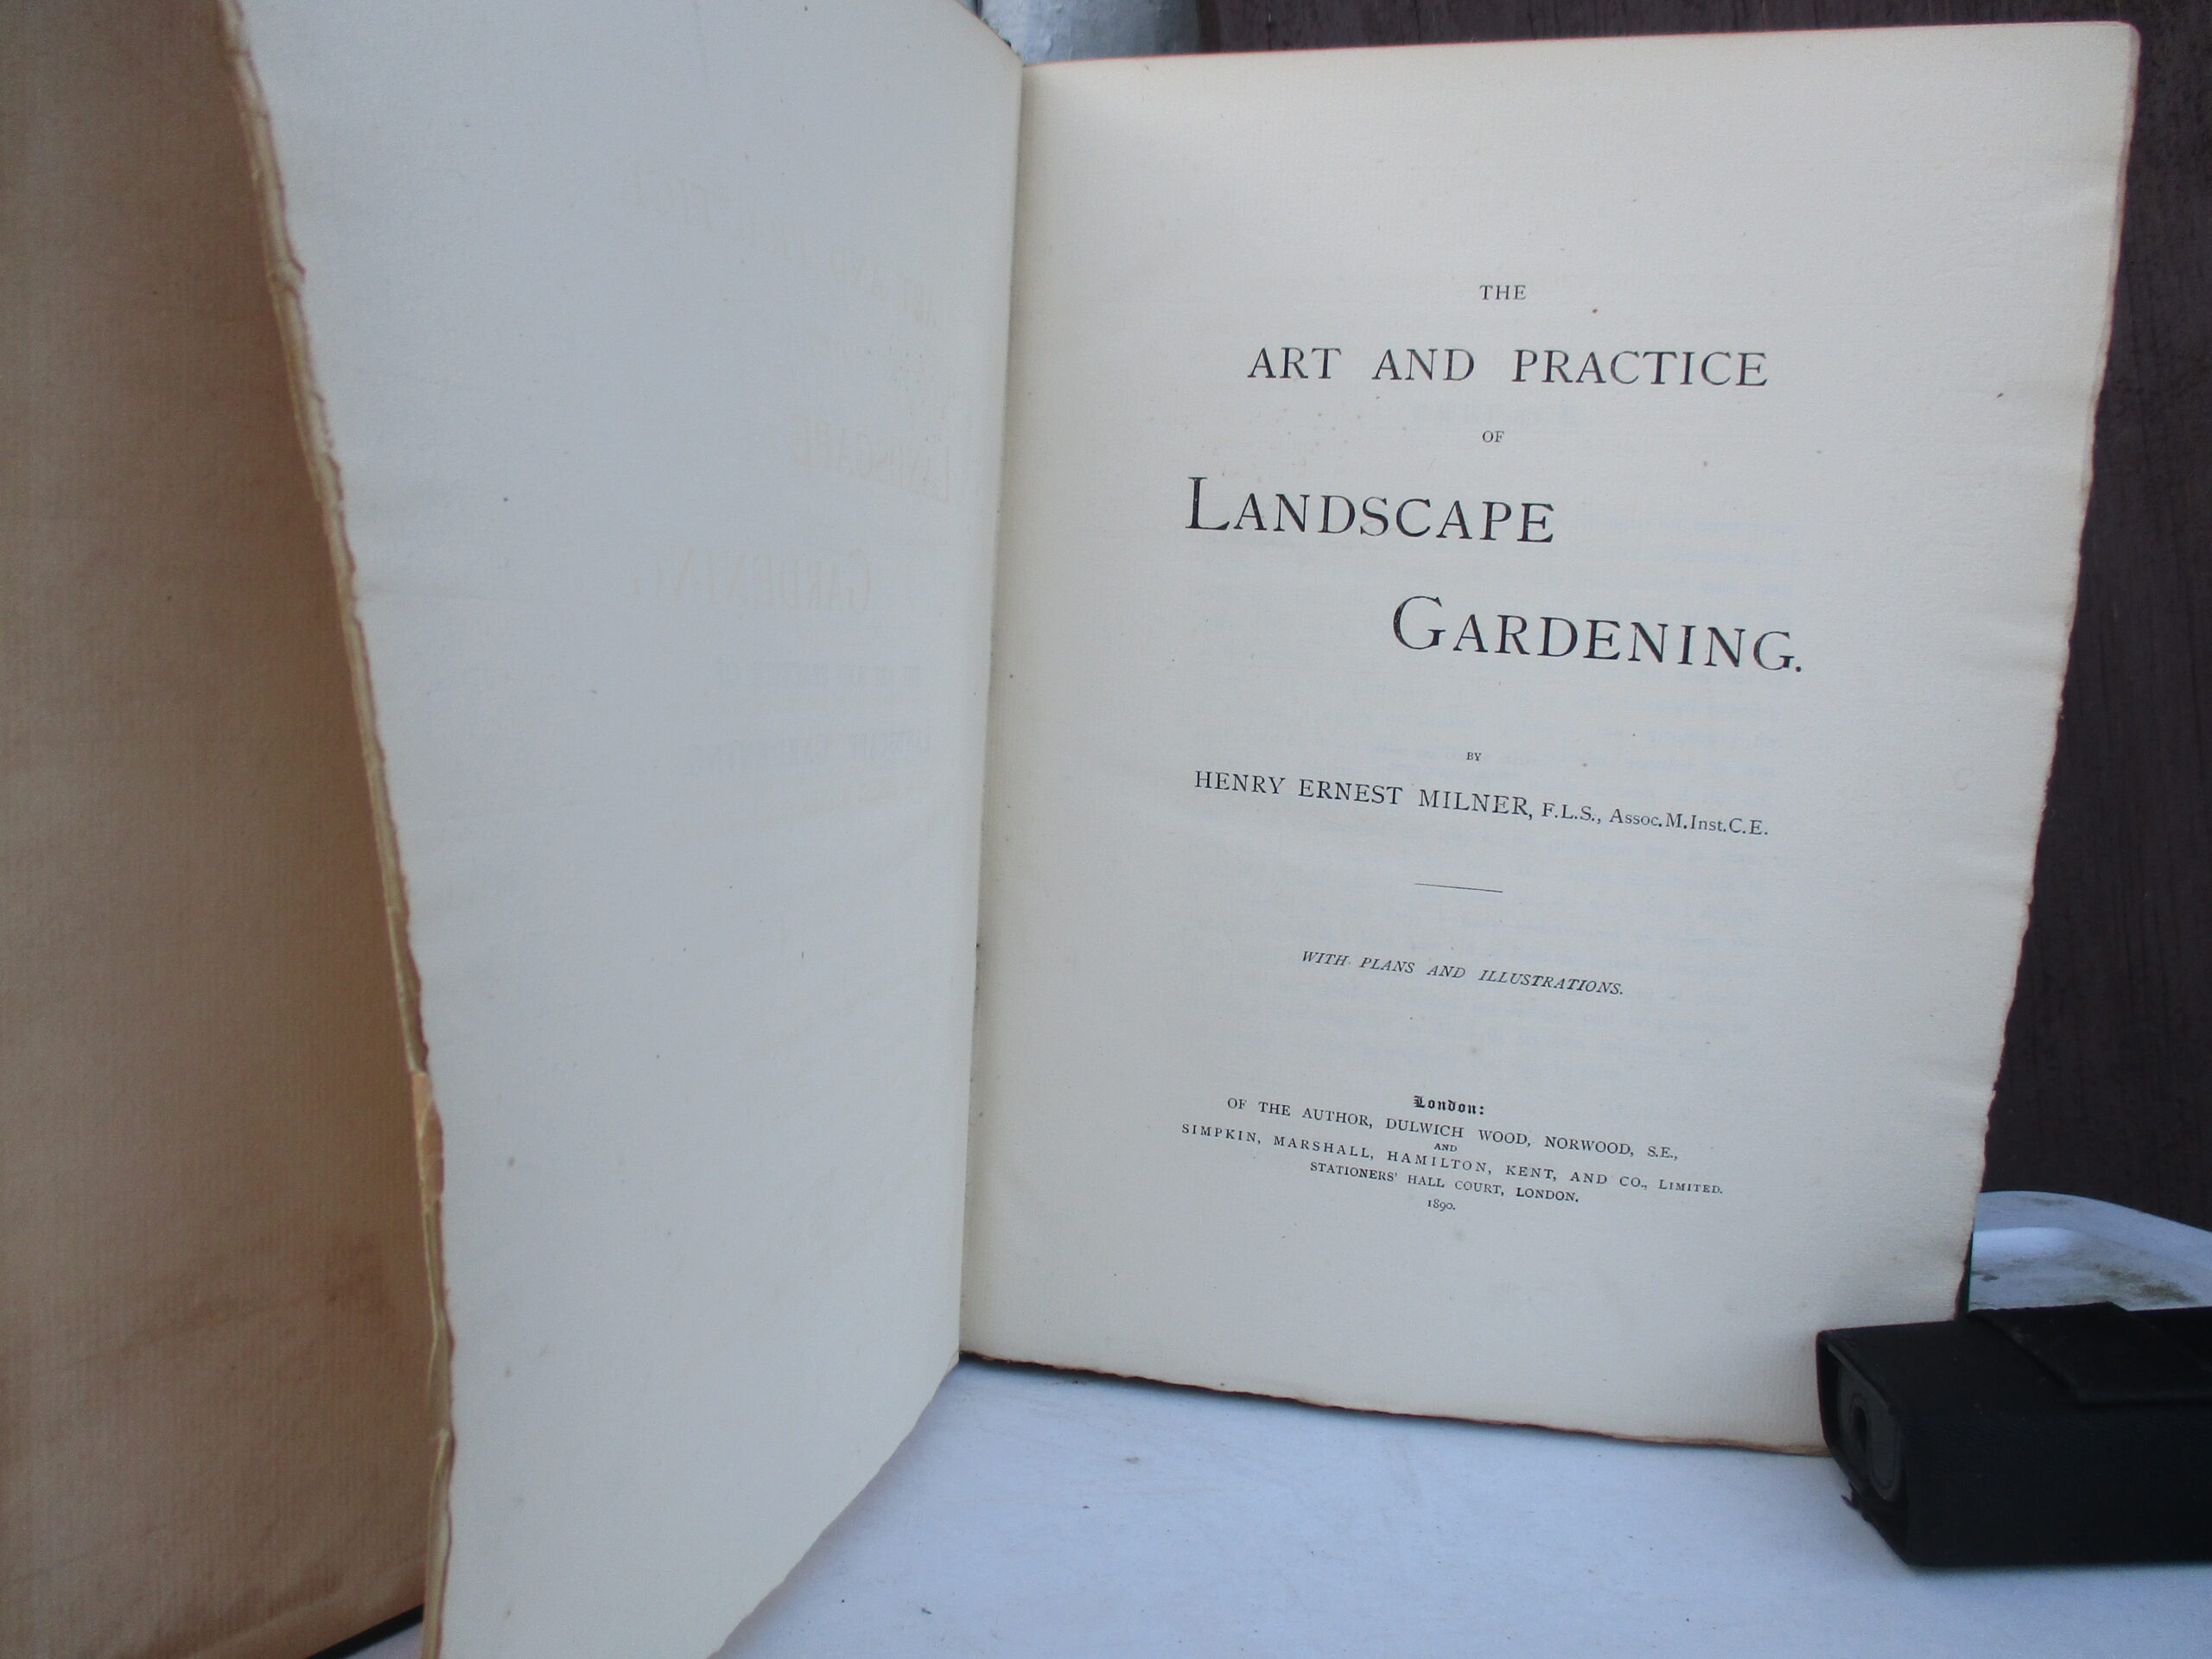 THE
ART AND PRACTICE
OF
LANDSCAPE
GARDENING.
BY
HENRY ERNEST MILNER, F.L.S., Assoc.M.Inst.C.E.
WITH PLANS AND ILLUSTRATIONS.
London:
OF THE AUTHOR, DULWICH WOOD, NORWOOD, S.E.,
AND
SIMPKIN, MARSHALL, HAMILTON, KENT, AND CO., LIMITED.
STATIONERS' HALL COURT, LONDON.
1890.